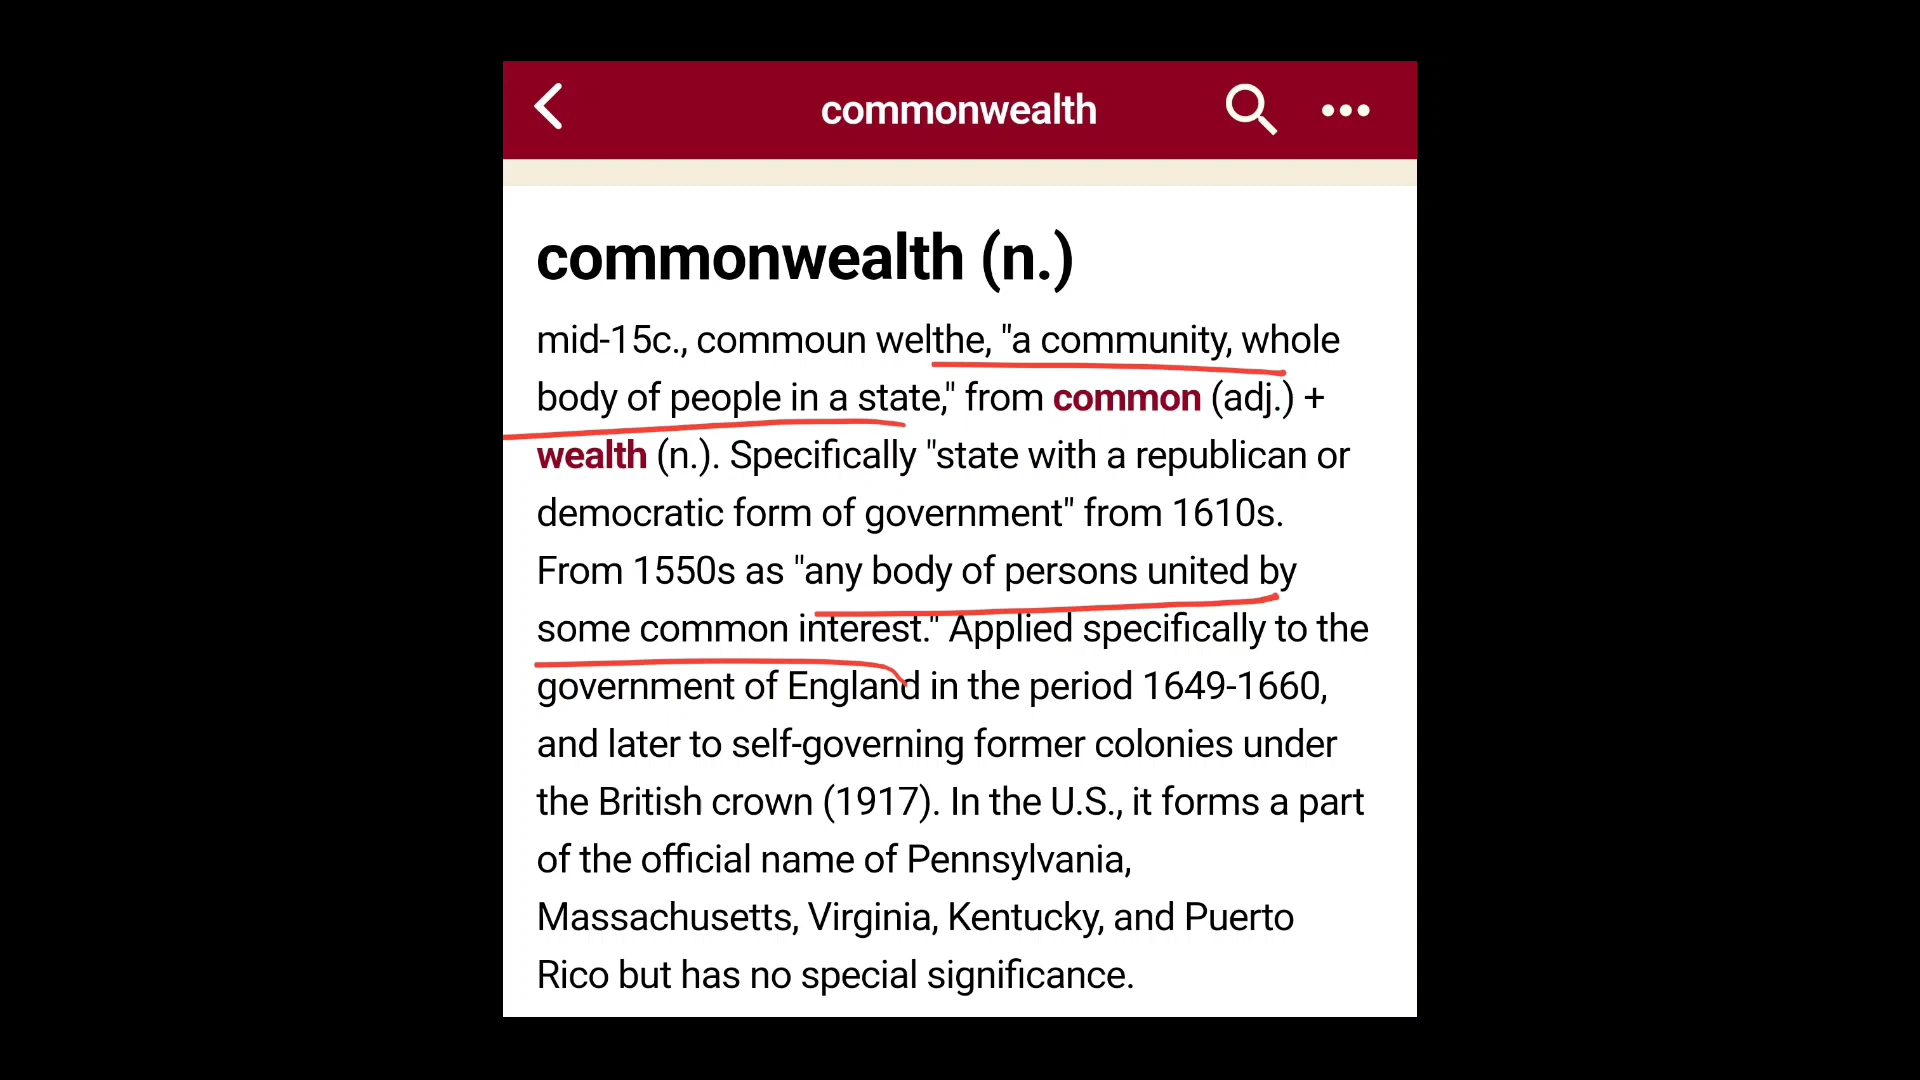 commonwealth
commonwealth (n.)
mid-15c., commoun welthe, "a community, whole
body of people in a state," from common (adj.) +
wealth (n.). Specifically "state with a republican or
democratic form of government" from 1610s.
From 1550s as "any body of persons united by
some common interest." Applied specifically to the
government of England in the period 1649-1660,
and later to self-governing former colonies under
the British crown (1917). In the U.S., it forms a part
of the official name of Pennsylvania,
Massachusetts, Virginia, Kentucky, and Puerto
Rico but has no special significance.